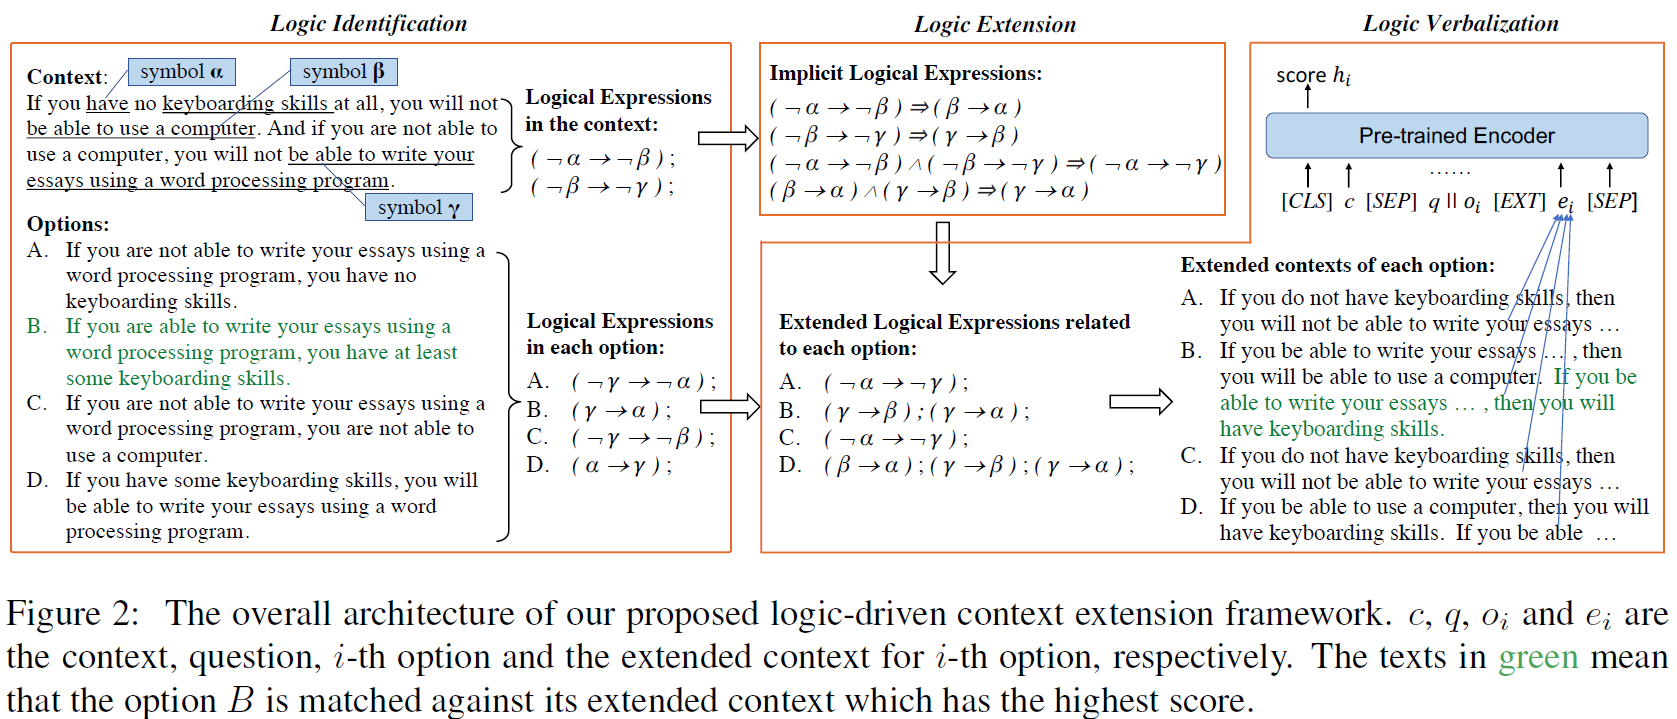 Logic Identification
Logic Extension
Logic Verbalization
Context:
symbol α
symbol β
If you have no keyboarding skills at all, you will not
be able to use a computer. And if you are not able to
use a computer, you will not be able to write your
essays using a word processing program.
symbol γ
Logical Expressions
in the context:
(¬α→¬β);
(¬β→¬γ);
Options:
A. If you are not able to write your essays using a
word processing program, you have no
keyboarding skills.
B. If you are able to write your essays using a
word processing program, you have at least
some keyboarding skills.
C. If you are not able to write your essays using a
word processing program, you are not able to
use a computer.
D. If you have some keyboarding skills, you will
be able to write your essays using a word
processing program.
Logical Expressions
in each option:
A. (¬γ→¬α);
B. (γ→α);
C. (¬γ→¬β);
D. (α→γ);
Implicit Logical Expressions:
(¬α→¬β)⇒(β→α)
(¬β→¬γ)⇒(γ→β)
(¬α→¬β)∧(¬β→¬γ)⇒(¬α→¬γ)
(β→α)∧(γ→β)⇒(γ→α)
Extended Logical Expressions related
to each option:
A. (¬α→¬γ);
B. (γ→β);(γ→α);
C. (¬α→¬γ);
D. (β→α);(γ→β);(γ→α);
score hᵢ
Pre-trained Encoder
......
[CLS] c [SEP] q || oᵢ [EXT] eᵢ [SEP]
Extended contexts of each option:
A. If you do not have keyboarding skills, then
you will not be able to write your essays …
B. If you be able to write your essays … , then
you will be able to use a computer. If you be
able to write your essays … , then you will
have keyboarding skills.
C. If you do not have keyboarding skills, then
you will not be able to write your essays …
D. If you be able to use a computer, then you will
have keyboarding skills. If you be able …
Figure 2: The overall architecture of our proposed logic-driven context extension framework. c, q, oᵢ and eᵢ are
the context, question, i-th option and the extended context for i-th option, respectively. The texts in green mean
that the option B is matched against its extended context which has the highest score.